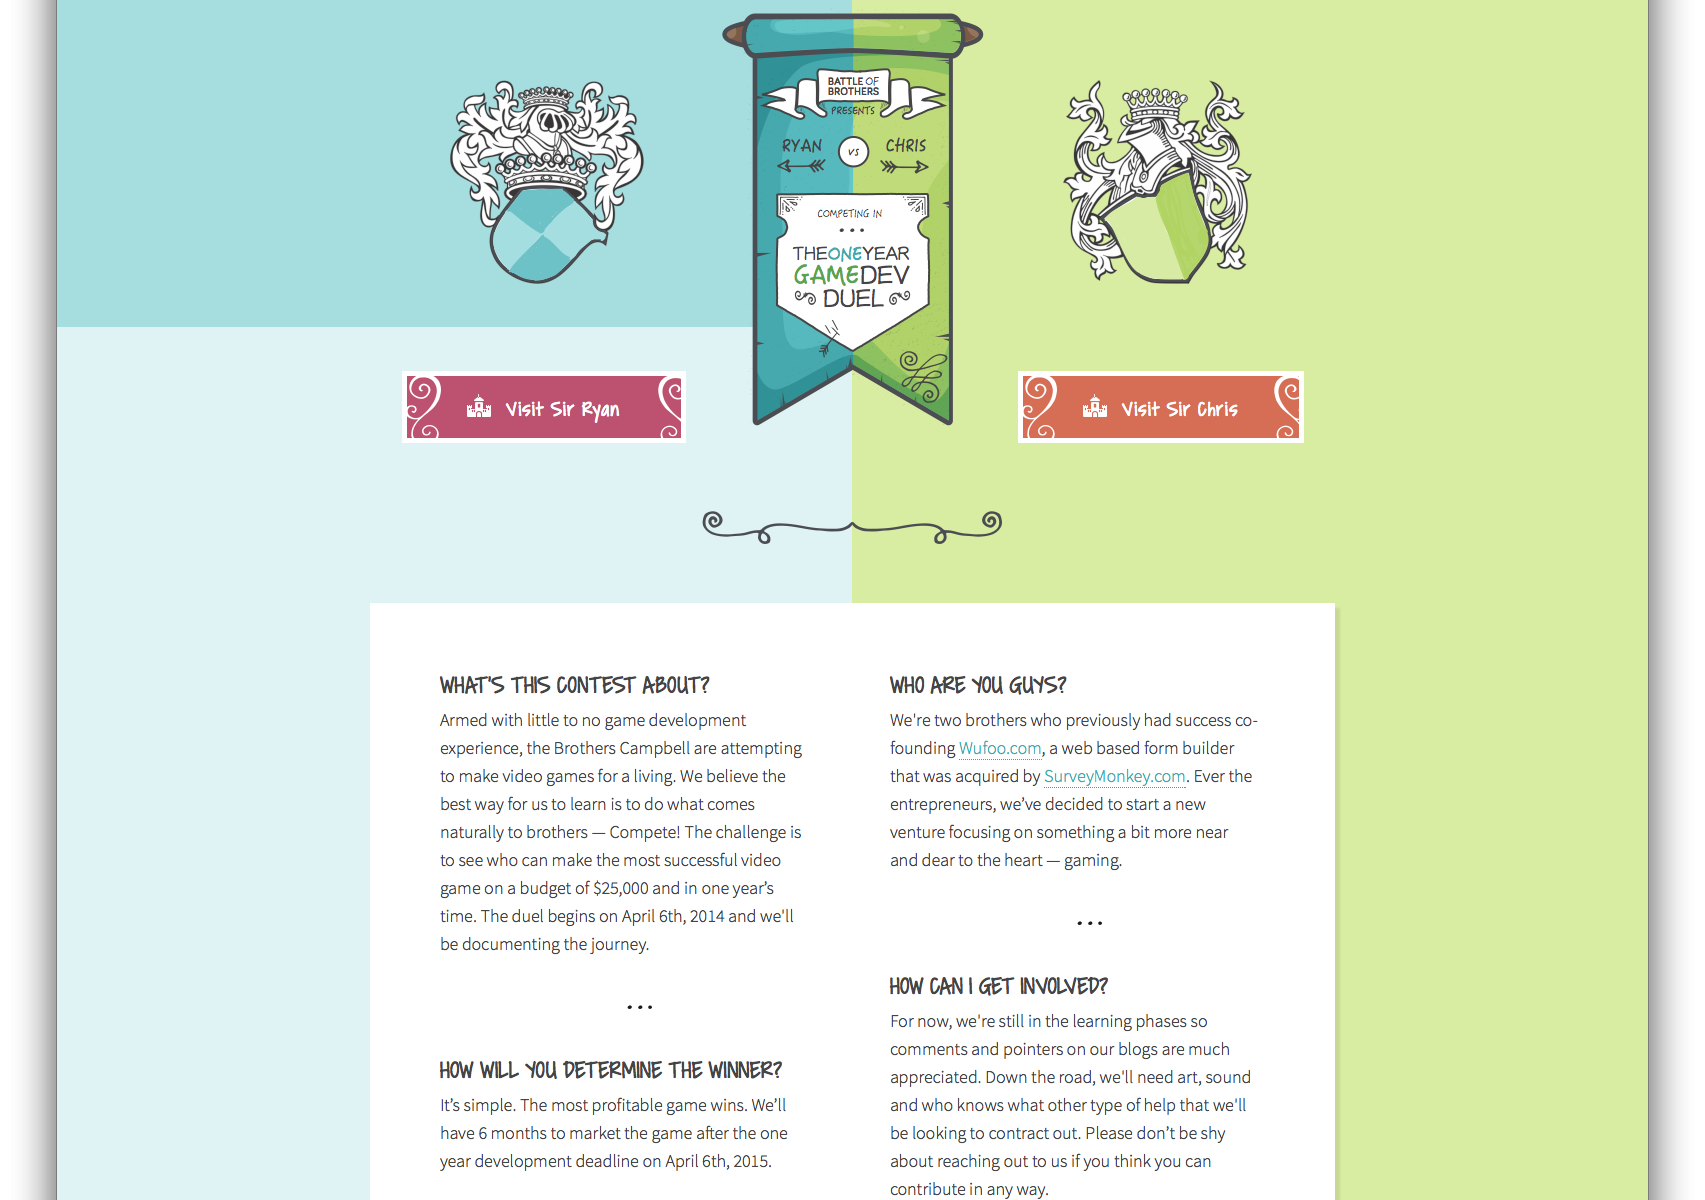 BATTLE OF
BROTHERS
PRESENTS
RYAN VS CHRIS
COMPETING IN
THEONEYEAR
GAMEDEV
DUEL
Visit Sir Ryan
Visit Sir Chris
WHAT'S THIS CONTEST ABOUT?
Armed with little to no game development
experience, the Brothers Campbell are attempting
to make video games for a living. We believe the
best way for us to learn is to do what comes
naturally to brothers — Compete! The challenge is
to see who can make the most successful video
game on a budget of $25,000 and in one year’s
time. The duel begins on April 6th, 2014 and we'll
be documenting the journey.
...
HOW WILL YOU DETERMINE THE WINNER?
It’s simple. The most profitable game wins. We’ll
have 6 months to market the game after the one
year development deadline on April 6th, 2015.
WHO ARE YOU GUYS?
We're two brothers who previously had success co-
founding Wufoo.com, a web based form builder
that was acquired by SurveyMonkey.com. Ever the
entrepreneurs, we’ve decided to start a new
venture focusing on something a bit more near
and dear to the heart — gaming.
...
HOW CAN I GET INVOLVED?
For now, we're still in the learning phases so
comments and pointers on our blogs are much
appreciated. Down the road, we'll need art, sound
and who knows what other type of help that we'll
be looking to contract out. Please don’t be shy
about reaching out to us if you think you can
contribute in any way.